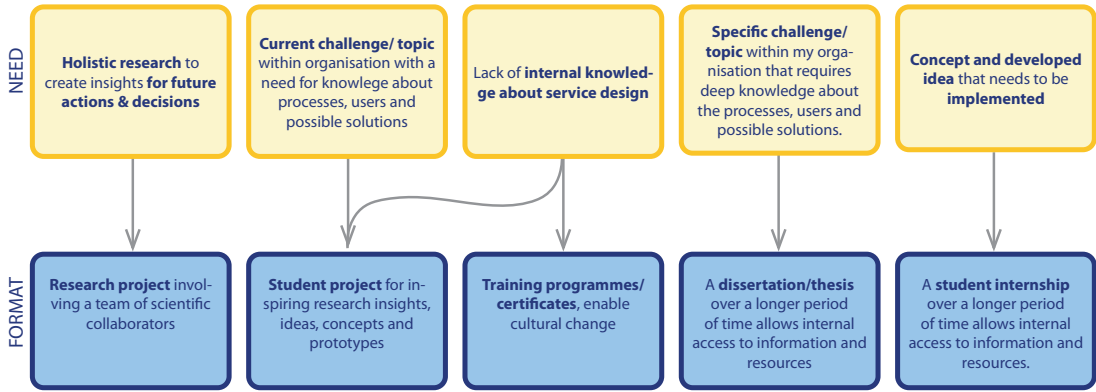 NEED
Holistic research to
create insights for future
actions & decisions
Current challenge/ topic
within organisation with a
need for knowlege about
processes, users and
possible solutions
Lack of internal knowled-
ge about service design
Specific challenge/
topic within my orga-
nisation that requires
deep knowledge about
the processes, users and
possible solutions.
Concept and developed
idea that needs to be
implemented
FORMAT
Research project invol-
ving a team of scientific
collaborators
Student project for in-
spiring research insights,
ideas, concepts and
prototypes
Training programmes/
certificates, enable
cultural change
A dissertation/thesis
over a longer period
of time allows internal
access to information and
resources
A student internship
over a longer period
of time allows internal
access to information and
resources.